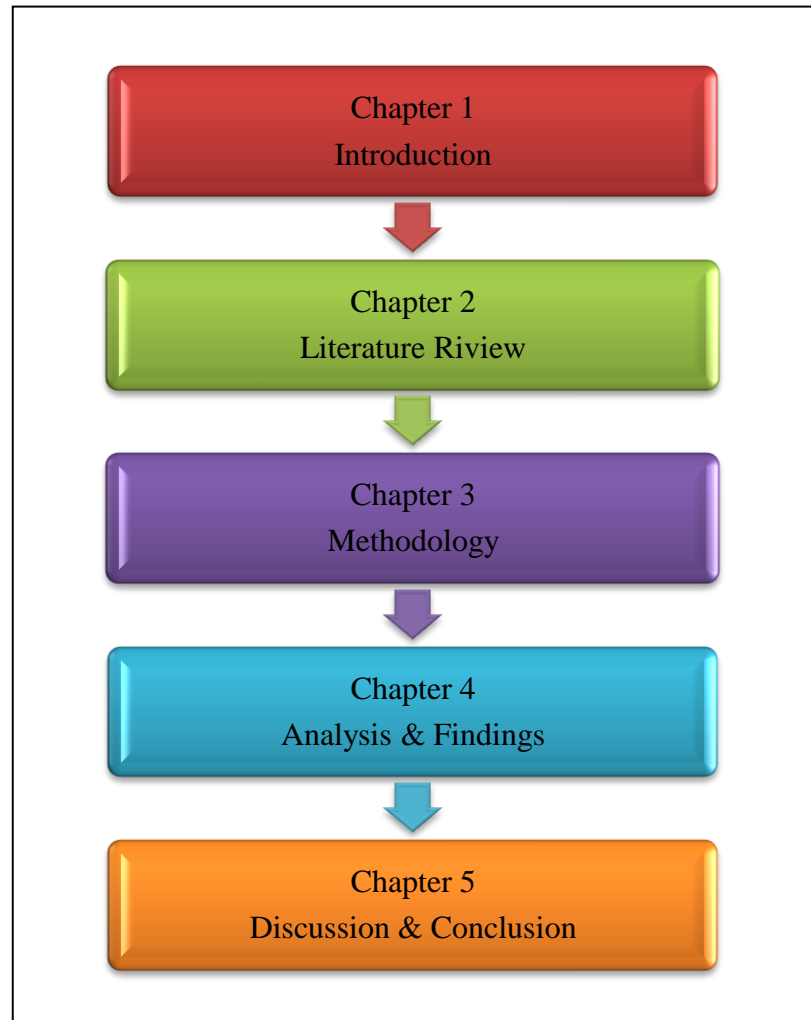 Chapter 1
Introduction
Chapter 2
Literature Riview
Chapter 3
Methodology
Chapter 4
Analysis & Findings
Chapter 5
Discussion & Conclusion